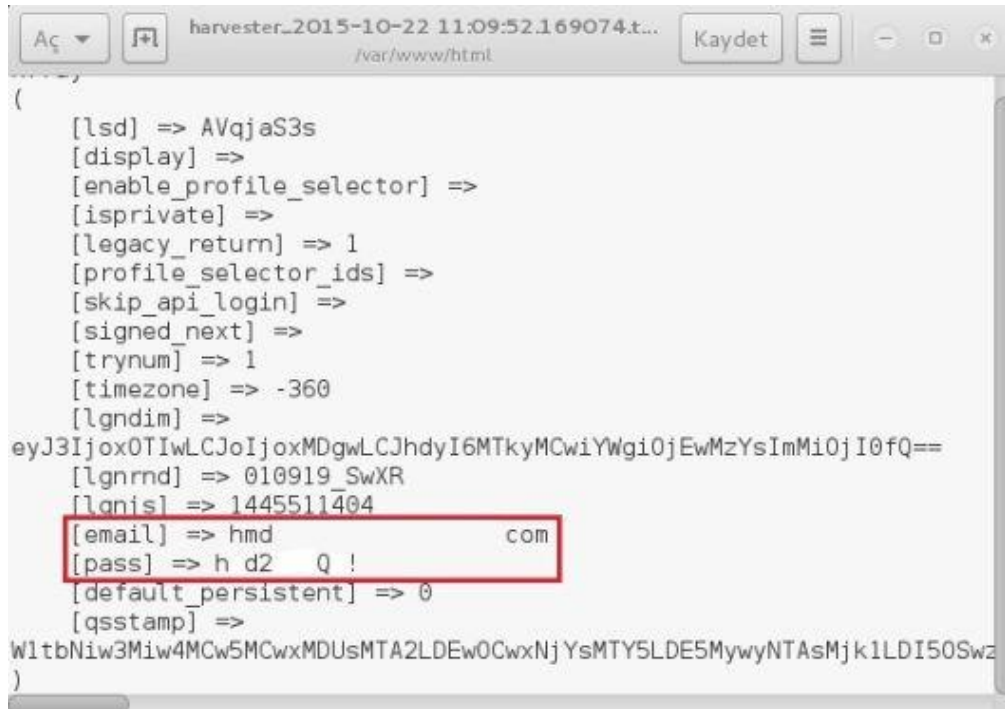 Aç
harvester_2015-10-22 11:09:52.169074.t...
/var/www/html
Kaydet
(
[lsd] => AVqjaS3s
[display] =>
[enable_profile_selector] =>
[isprivate] =>
[legacy_return] => 1
[profile_selector_ids] =>
[skip_api_login] =>
[signed_next] =>
[trynum] => 1
[timezone] => -360
[lgndim] =>
eyJ3IjoxOTIwLCJoIjoxMDgwLCJhdyI6MTkyMCwiYWgiOjEwMzYsImMiOjI0fQ==
[lgnrnd] => 010919_SwXR
[lgnjs] => 1445511404
[email] => hmd com
[pass] => h d2 Q !
[default_persistent] => 0
[qsstamp] =>
W1tbNiw3Miw4MCw5MCwxMDUsMTA2LDEwOCwxNjYsMTY5LDE5MywyNTAsMjk1LDI5OSwz
)